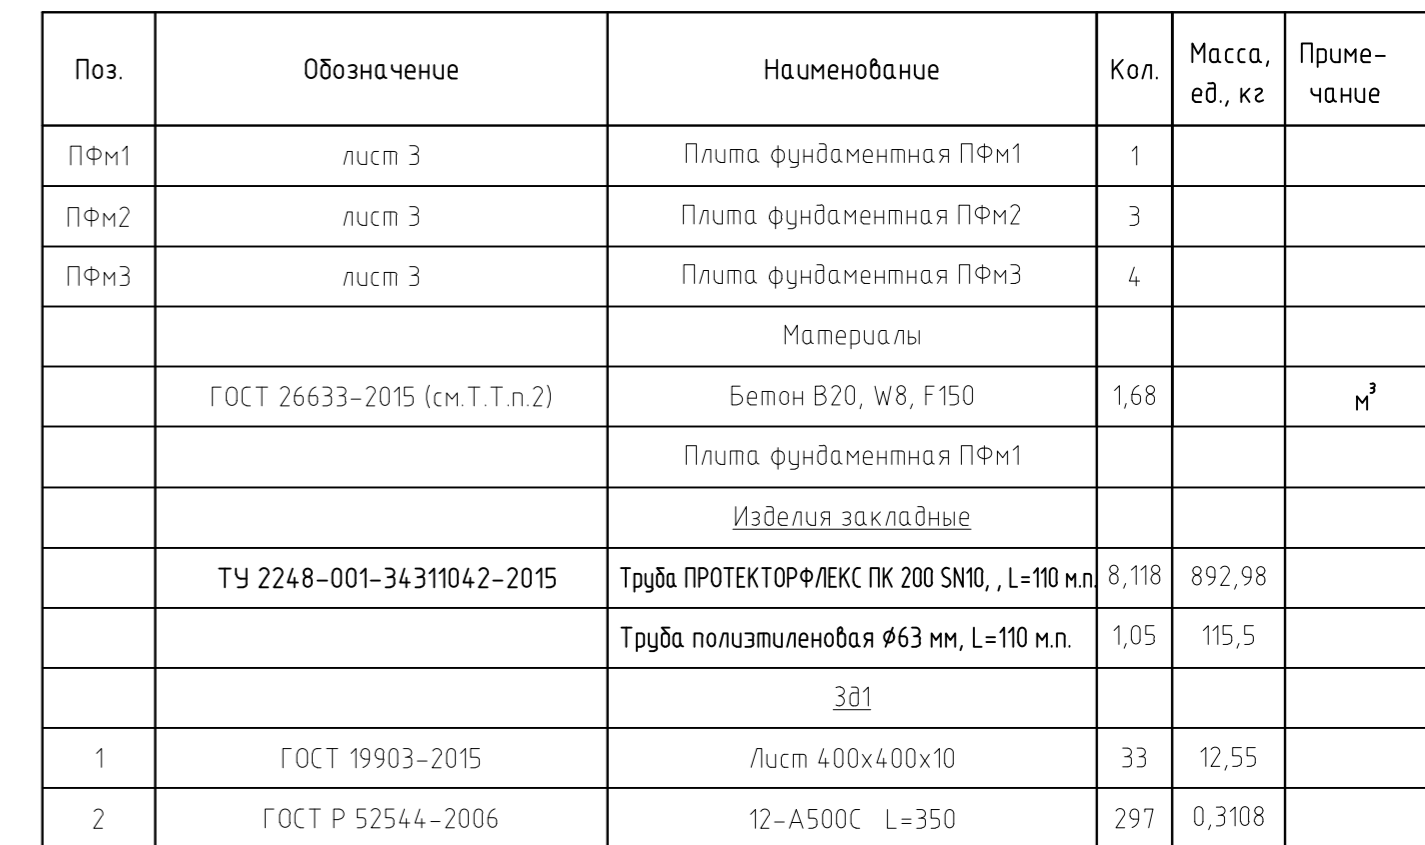 Поз. Обозначение Наименование Кол. Масса, ед., кг Приме-чание
ПФм1 лист 3 Плита фундаментная ПФм1 1
ПФм2 лист 3 Плита фундаментная ПФм2 3
ПФм3 лист 3 Плита фундаментная ПФм3 4
Материалы
ГОСТ 26633-2015 (см.Т.Т.п.2) Бетон В20, W8, F150 1,68 м³
Плита фундаментная ПФм1
Изделия закладные
ТУ 2248-001-34311042-2015 Труба ПРОТЕКТОРФЛЕКС ПК 200 SN10, , L=110 м.п. 8,118 892,98
Труба полиэтиленовая ø63 мм, L=110 м.п. 1,05 115,5
Зд1
1 ГОСТ 19903-2015 Лист 400х400х10 33 12,55
2 ГОСТ Р 52544-2006 12-А500С L=350 297 0,3108